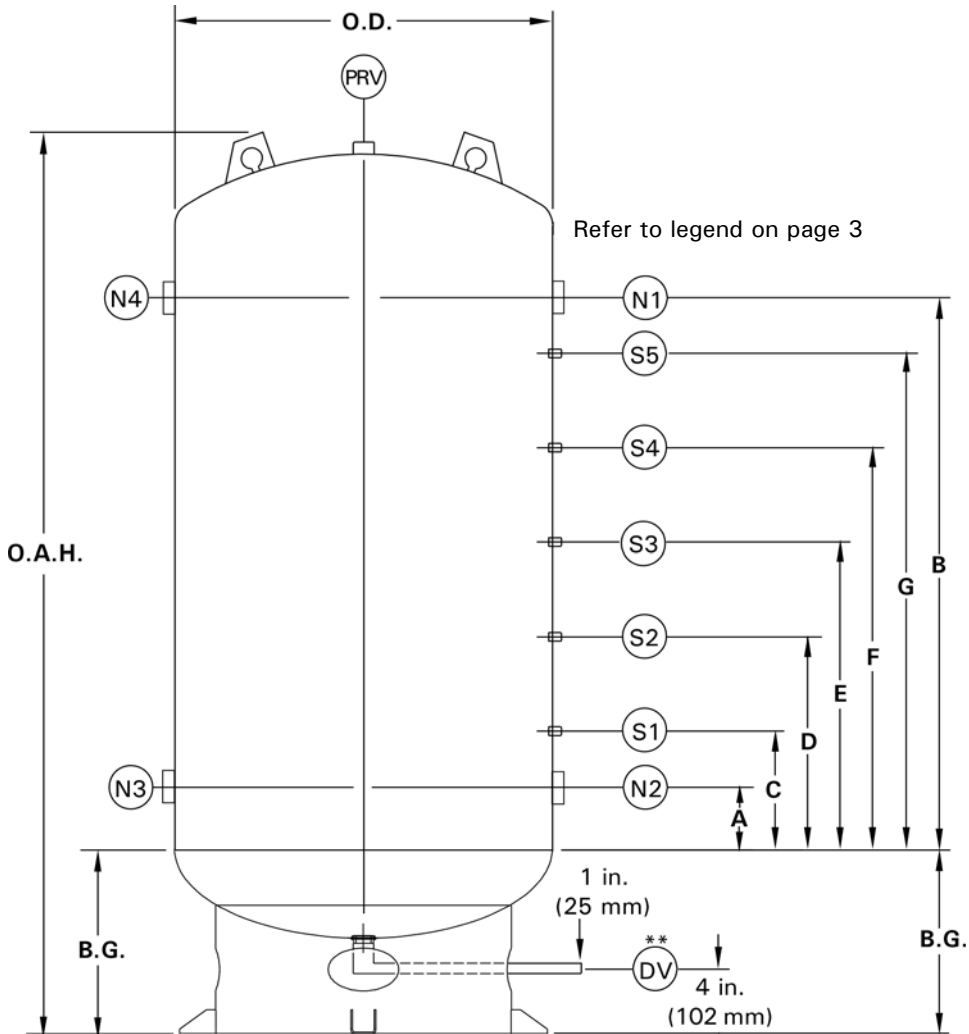 O.D.
PRV
Refer to legend on page 3
N4
N1
S5
S4
O.A.H.
S3
B
G
S2
F
E
S1
D
N3
N2
C
A
1 in.
(25 mm)
B.G.
**
DV
B.G.
4 in.
(102 mm)